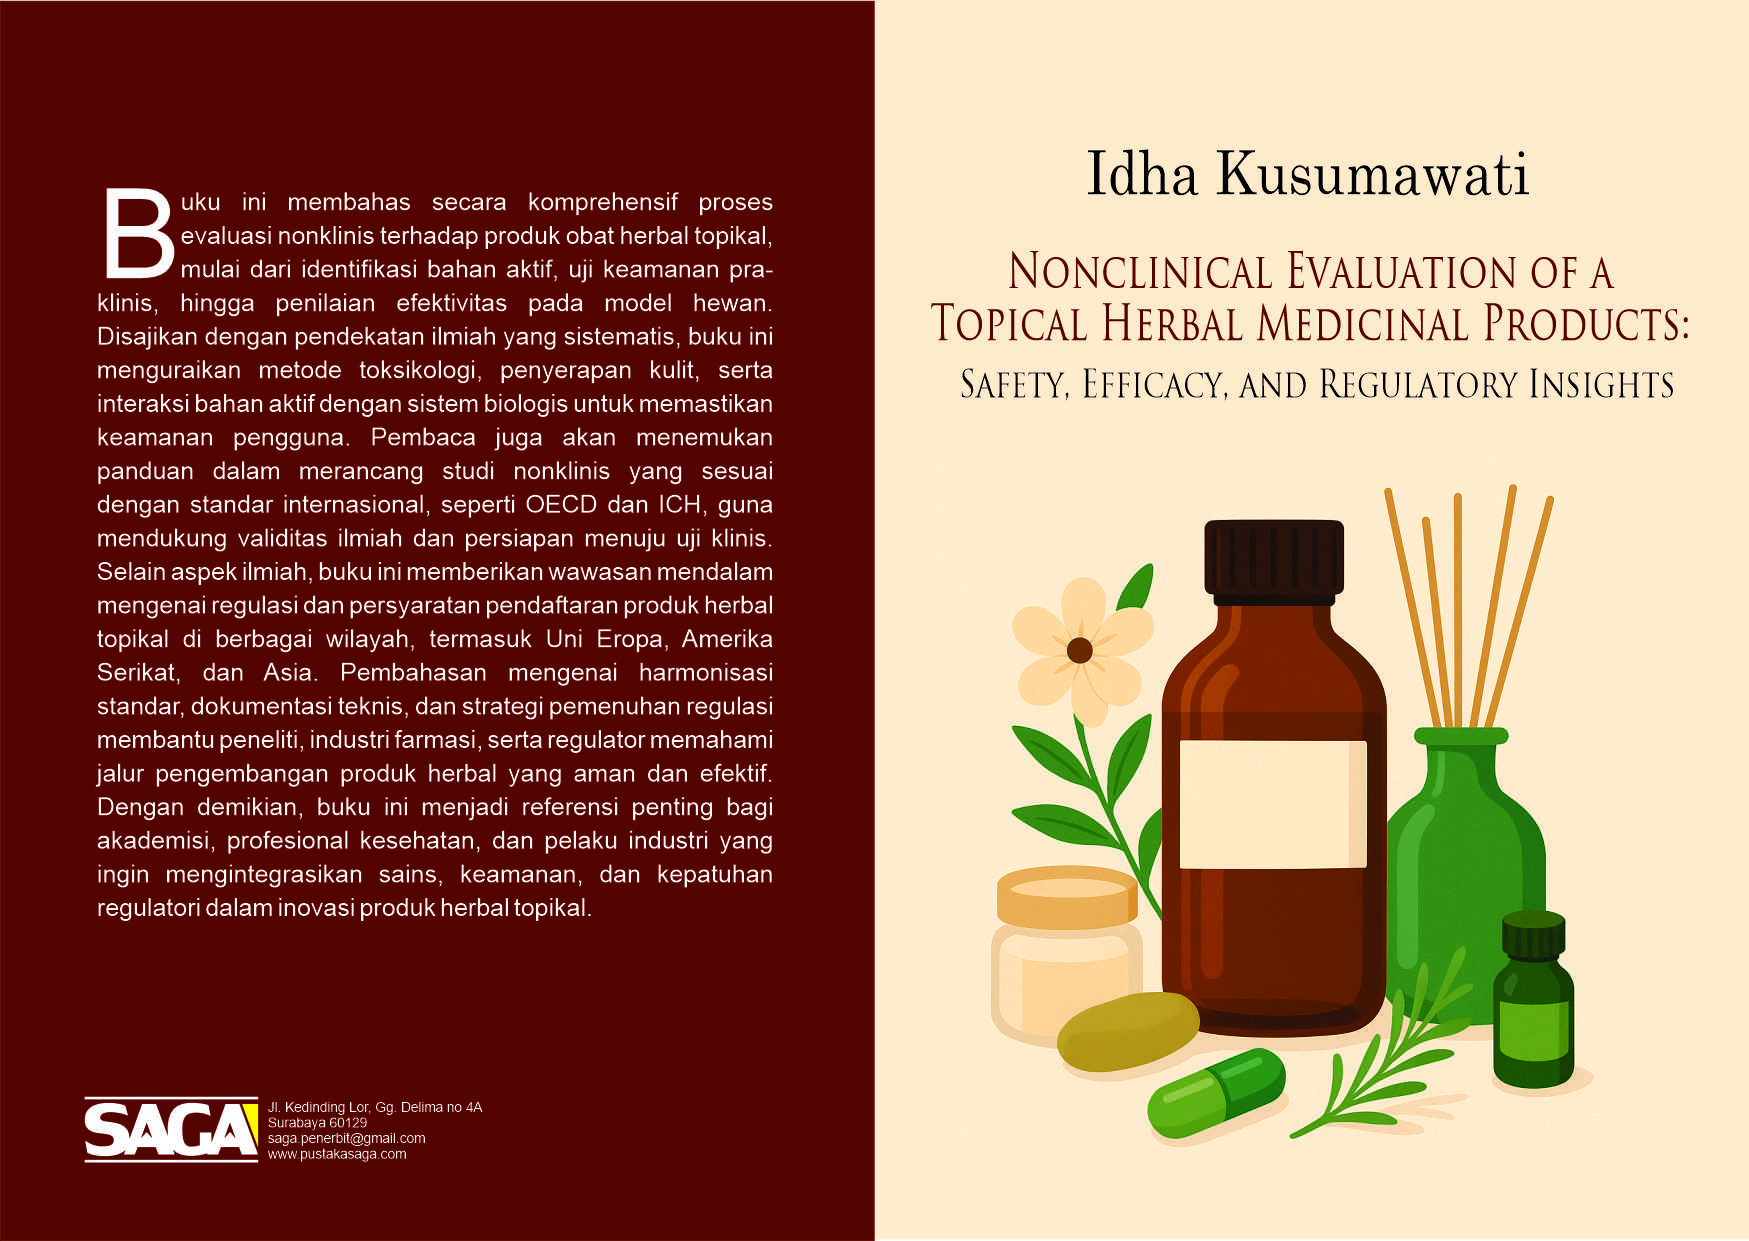 Buku ini membahas secara komprehensif proses
evaluasi nonklinis terhadap produk obat herbal topikal,
mulai dari identifikasi bahan aktif, uji keamanan pra-
klinis, hingga penilaian efektivitas pada model hewan.
Disajikan dengan pendekatan ilmiah yang sistematis, buku ini
menguraikan metode toksikologi, penyerapan kulit, serta
interaksi bahan aktif dengan sistem biologis untuk memastikan
keamanan pengguna. Pembaca juga akan menemukan
panduan dalam merancang studi nonklinis yang sesuai
dengan standar internasional, seperti OECD dan ICH, guna
mendukung validitas ilmiah dan persiapan menuju uji klinis.
Selain aspek ilmiah, buku ini memberikan wawasan mendalam
mengenai regulasi dan persyaratan pendaftaran produk herbal
topikal di berbagai wilayah, termasuk Uni Eropa, Amerika
Serikat, dan Asia. Pembahasan mengenai harmonisasi
standar, dokumentasi teknis, dan strategi pemenuhan regulasi
membantu peneliti, industri farmasi, serta regulator memahami
jalur pengembangan produk herbal yang aman dan efektif.
Dengan demikian, buku ini menjadi referensi penting bagi
akademisi, profesional kesehatan, dan pelaku industri yang
ingin mengintegrasikan sains, keamanan, dan kepatuhan
regulatori dalam inovasi produk herbal topikal.
SAGA
Jl. Kedinding Lor, Gg. Delima no 4A
Surabaya 60129
saga.penerbit@gmail.com
www.pustakasaga.com
Idha Kusumawati
NONCLINICAL EVALUATION OF A
TOPICAL HERBAL MEDICINAL PRODUCTS:
SAFETY, EFFICACY, AND REGULATORY INSIGHTS